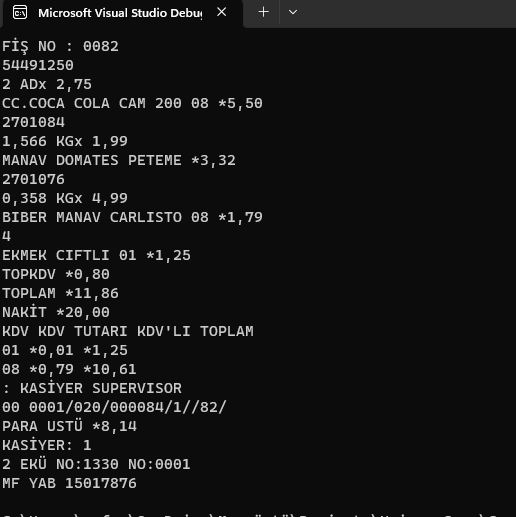 Microsoft Visual Studio Debu
FİŞ NO : 0082
54491250
2 ADx 2,75
CC.COCA COLA CAM 200 08 *5,50
2701084
1,566 KGx 1,99
MANAV DOMATES PETEME *3,32
2701076
0,358 KGx 4,99
BIBER MANAV CARLISTO 08 *1,79
4
EKMEK CIFTLI 01 *1,25
TOPKDV *0,80
TOPLAM *11,86
NAKİT *20,00
KDV KDV TUTARI KDV'LI TOPLAM
01 *0,01 *1,25
08 *0,79 *10,61
: KASİYER SUPERVISOR
00 0001/020/000084/1//82/
PARA USTÜ *8,14
KASİYER: 1
2 EKÜ NO:1330 NO:0001
MF YAB 15017876